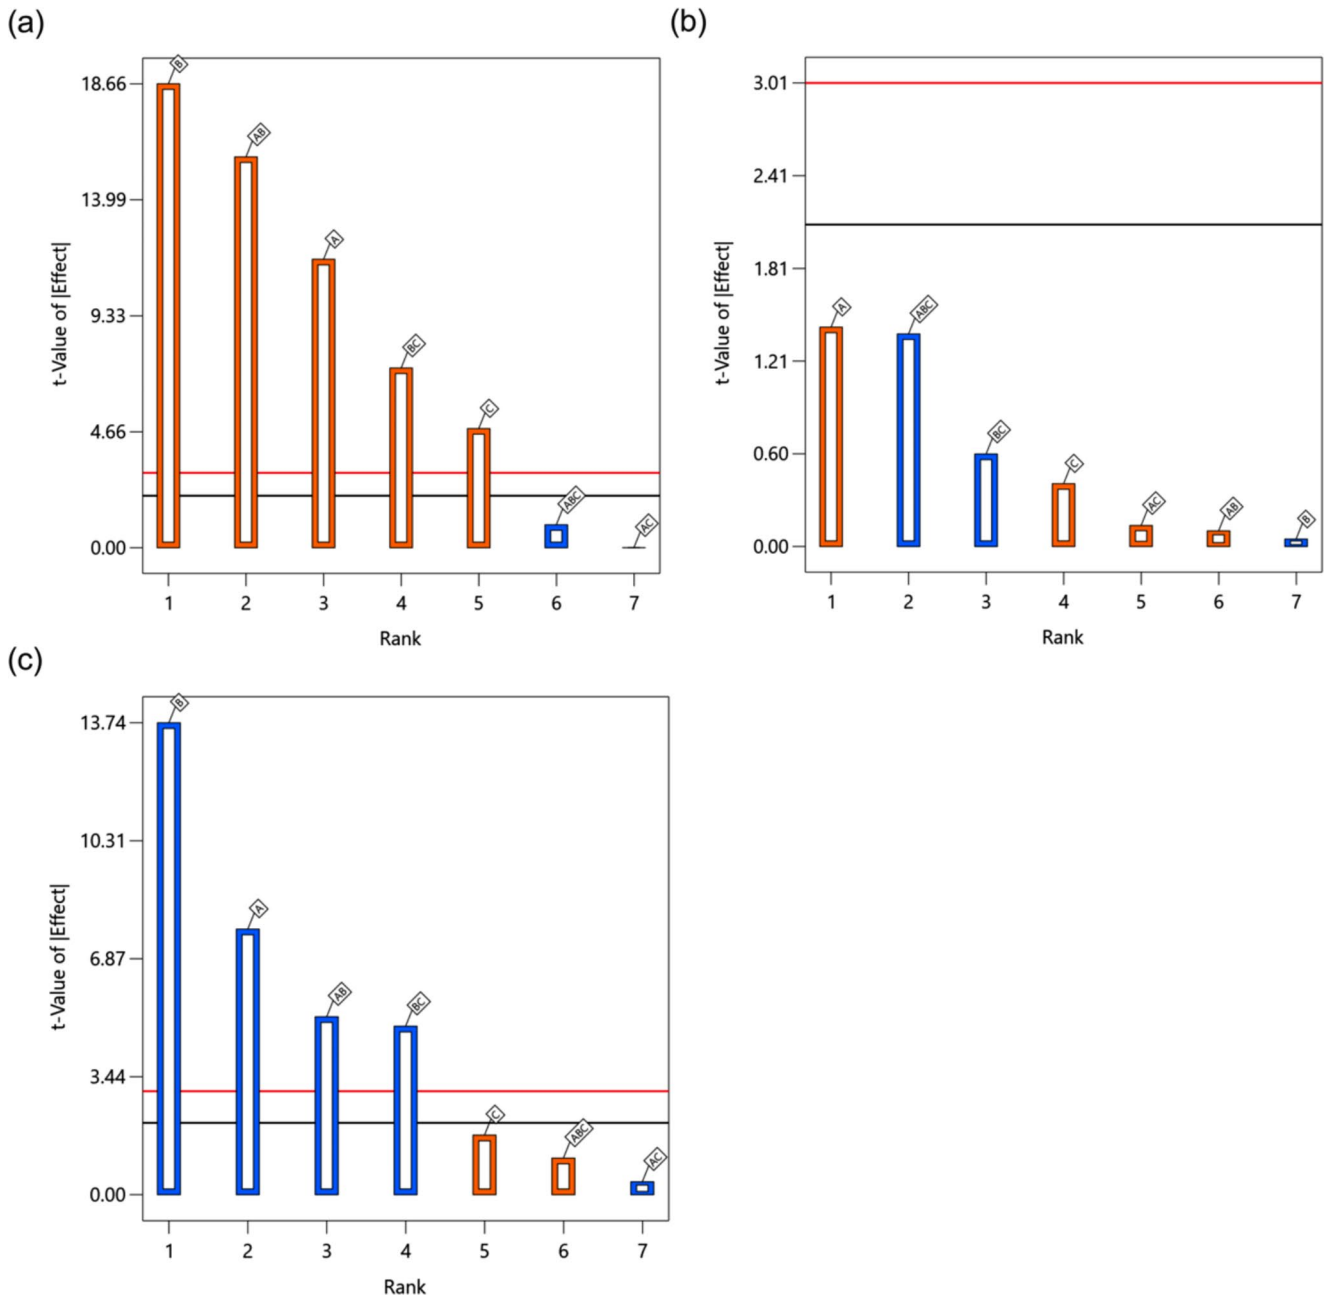 (a)
B
18.66
AB
13.99
A
9.33
BC
C
4.66
ABC
AC
0.00
t-Value of |Effect|
1 2 3 4 5 6 7
Rank
(b)
3.01
2.41
1.81
A
ABC
1.21
BC
0.60
C
AC
AB
B
0.00
t-Value of |Effect|
1 2 3 4 5 6 7
Rank
(c)
B
13.74
10.31
A
6.87
AB
BC
3.44
C
ABC
AC
0.00
t-Value of |Effect|
1 2 3 4 5 6 7
Rank